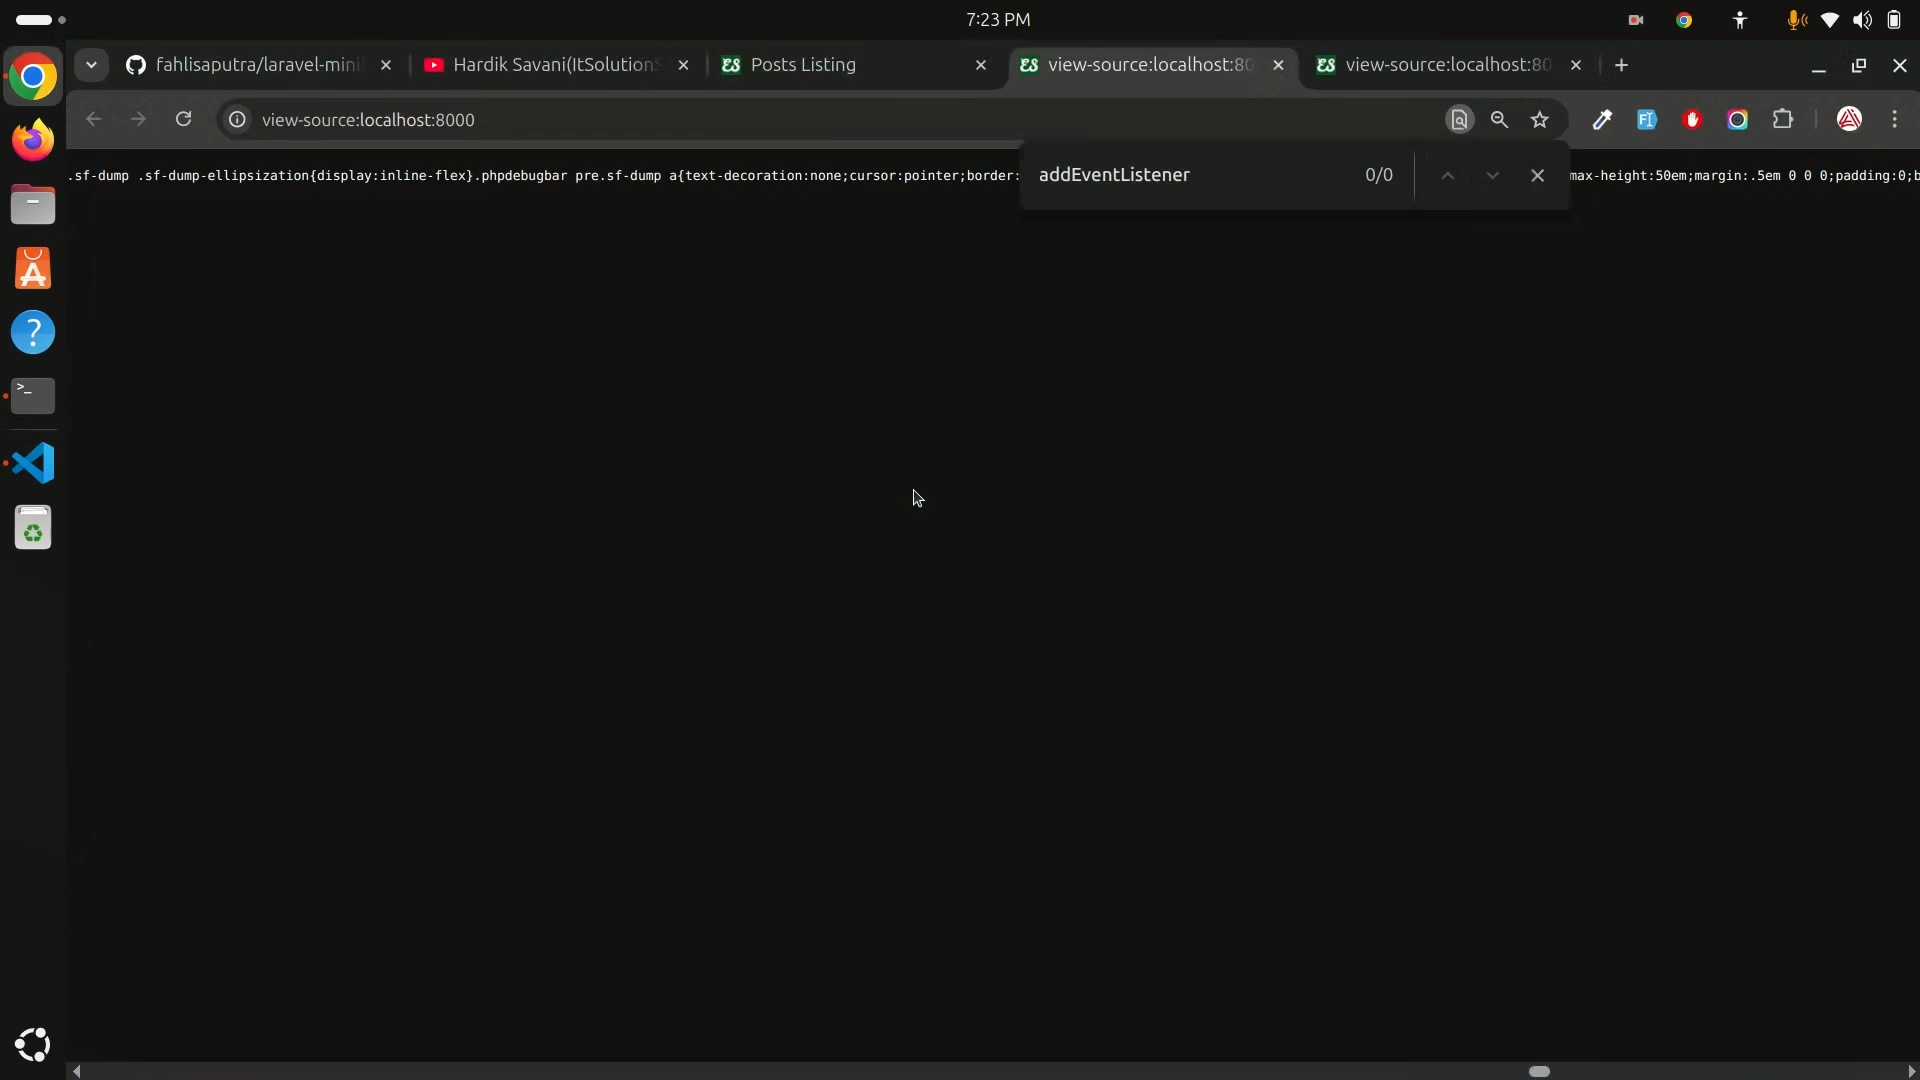 7:23 PM
fahlisaputra/laravel-mini
Hardik Savani(ItSolution
Posts Listing
view-source:localhost:80
view-source:localhost:80
view-source:localhost:8000
addEventListener
0/0
.sf-dump .sf-dump-ellipsization{display:inline-flex}.phpdebugbar pre.sf-dump a{text-decoration:none;cursor:pointer;border: max-height:50em;margin:.5em 0 0 0;padding:0;b